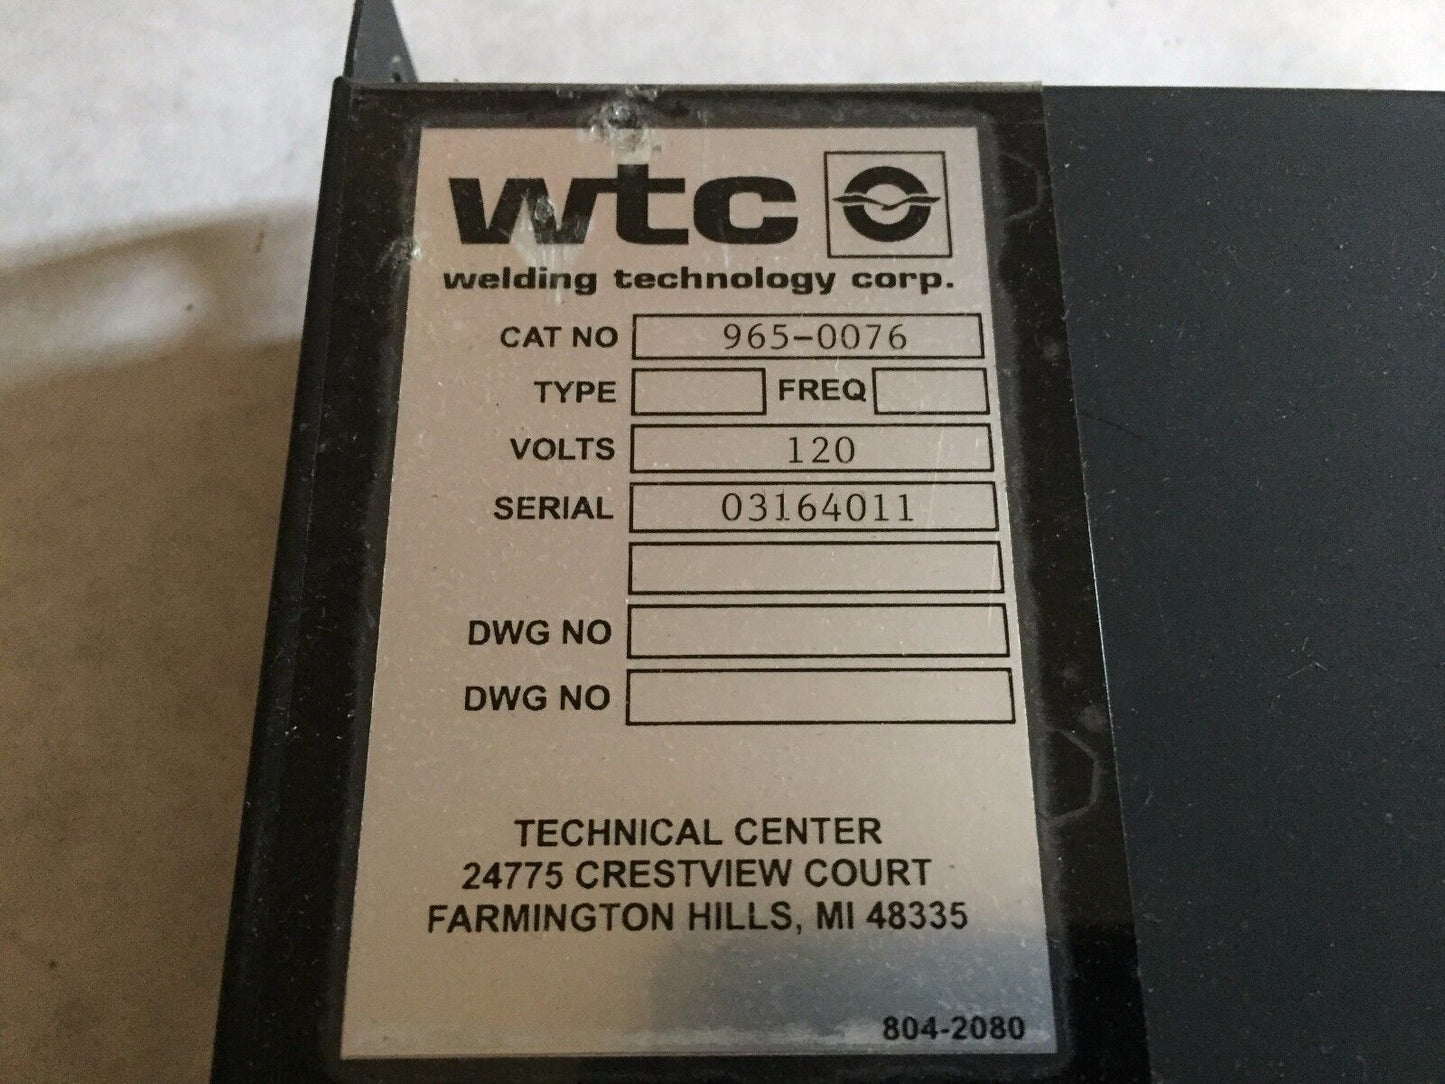 wtc
welding technology corp.
CAT NO 965-0076
TYPE FREQ
VOLTS 120
SERIAL 03164011
DWG NO
DWG NO
TECHNICAL CENTER
24775 CRESTVIEW COURT
FARMINGTON HILLS, MI 48335
804-2080